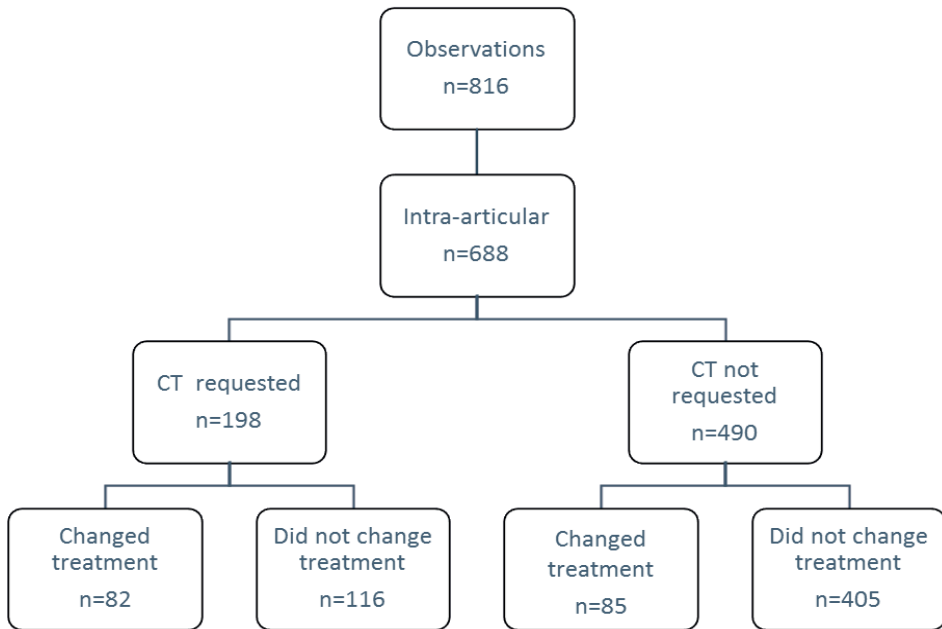 Observations
n=816
Intra-articular
n=688
CT requested
n=198
CT not
requested
n=490
Changed
treatment
n=82
Did not change
treatment
n=116
Changed
treatment
n=85
Did not change
treatment
n=405